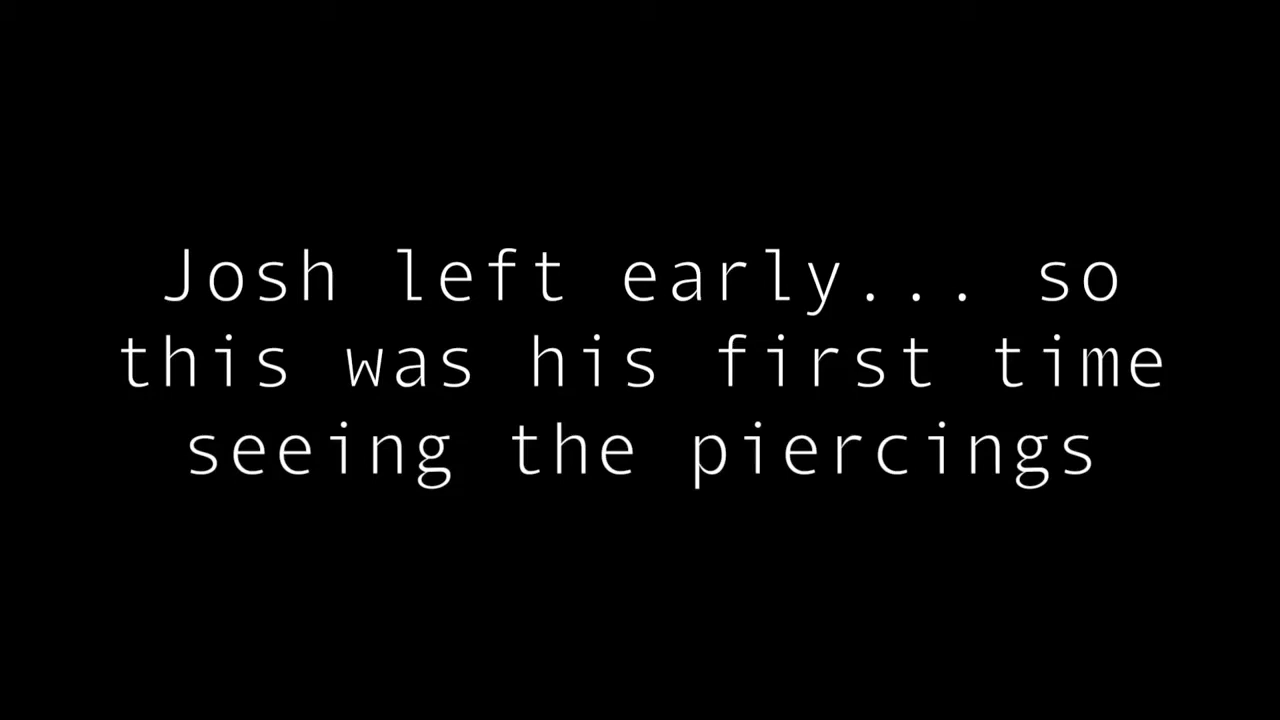 Josh left early... so
this was his first time
seeing the piercings